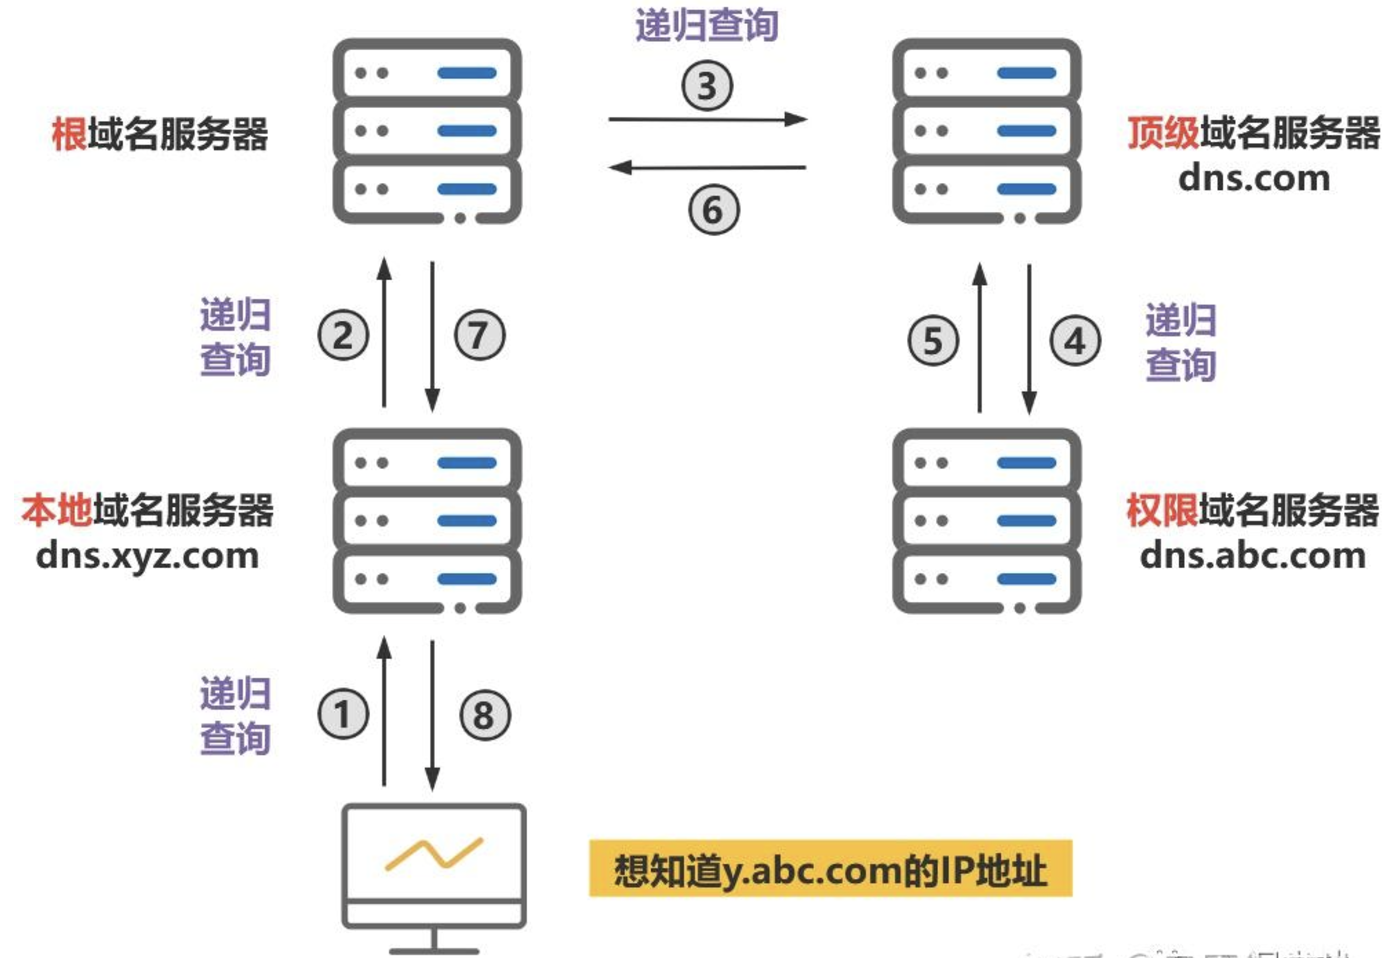 递归查询
3
根域名服务器
顶级域名服务器
dns.com
6
递归
查询
2
7
5
4
递归
查询
本地域名服务器
dns.xyz.com
权限域名服务器
dns.abc.com
递归
查询
1
8
想知道y.abc.com的IP地址